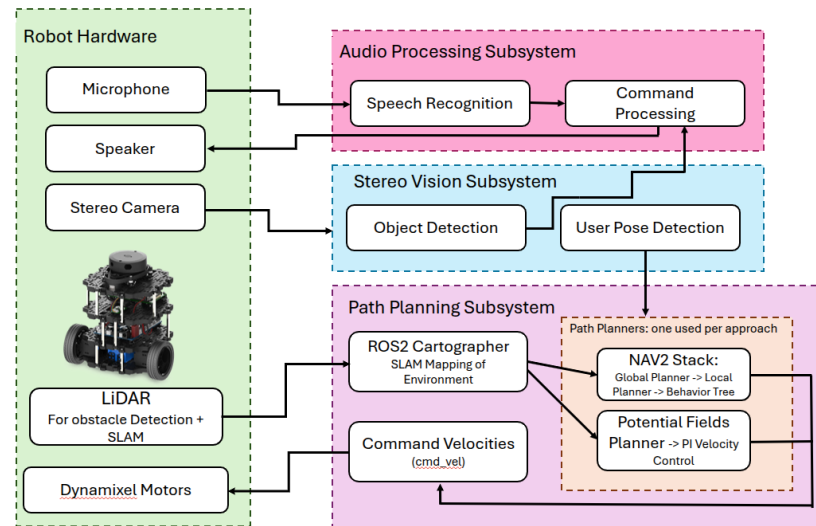 Robot Hardware
Microphone
Speaker
Stereo Camera
LiDAR
For obstacle Detection +
SLAM
Dynamixel Motors
Audio Processing Subsystem
Speech Recognition
Command
Processing
Stereo Vision Subsystem
Object Detection
User Pose Detection
Path Planning Subsystem
ROS2 Cartographer
SLAM Mapping of
Environment
Command Velocities
(cmd_vel)
Path Planners: one used per approach
NAV2 Stack:
Global Planner -> Local
Planner -> Behavior Tree
Potential Fields
Planner -> PI Velocity
Control